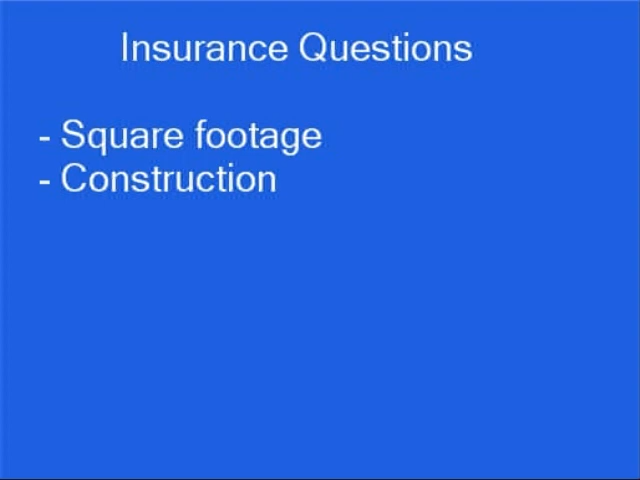 Insurance Questions
- Square footage
- Construction